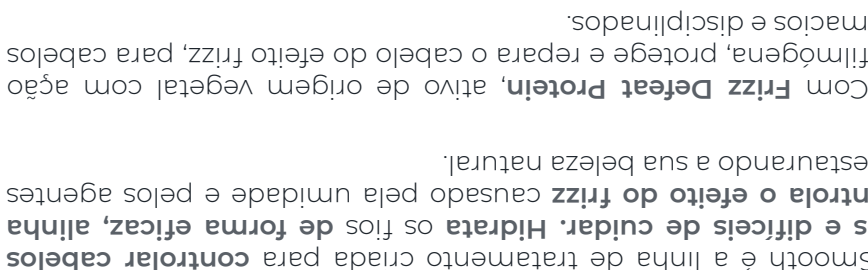 Smooth é a linha de tratamento criada para controlar cabelos
s e difíceis de cuidar. Hidrata os fios de forma eficaz, alinha
ntrola o efeito do frizz causado pela umidade e pelos agentes
estaurando a sua beleza natural.
Com Frizz Defeat Protein, ativo de origem vegetal com ação
filmógena, protege e repara o cabelo do efeito frizz, para cabelos
macios e disciplinados.